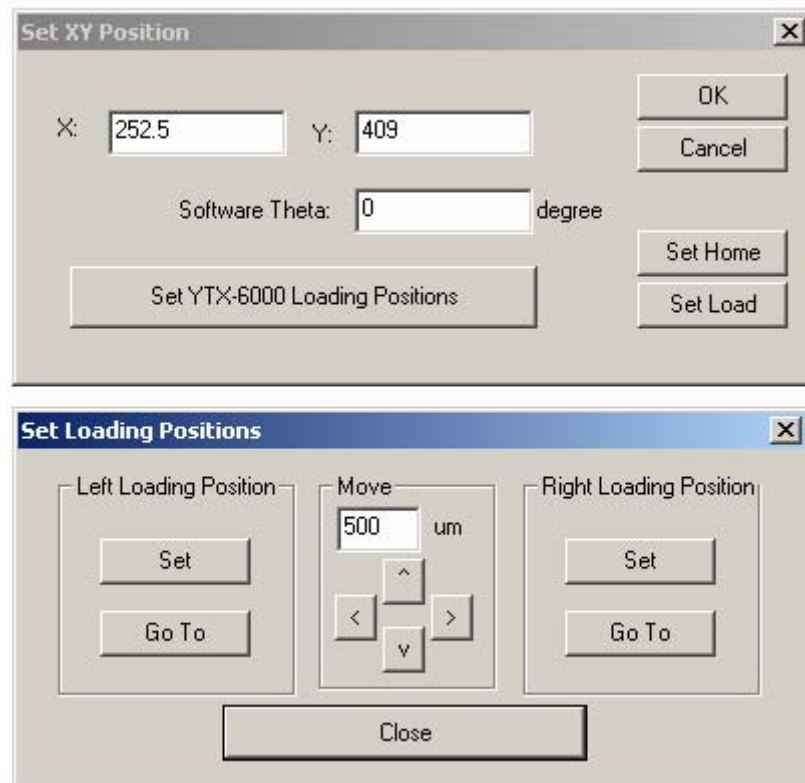 Set XY Position
X: 252.5 Y: 409
OK
Cancel
Software Theta: 0 degree
Set Home
Set YTX-6000 Loading Positions
Set Load
Set Loading Positions
Left Loading Position
Set
Go To
Move
500 um
^
< >
v
Right Loading Position
Set
Go To
Close